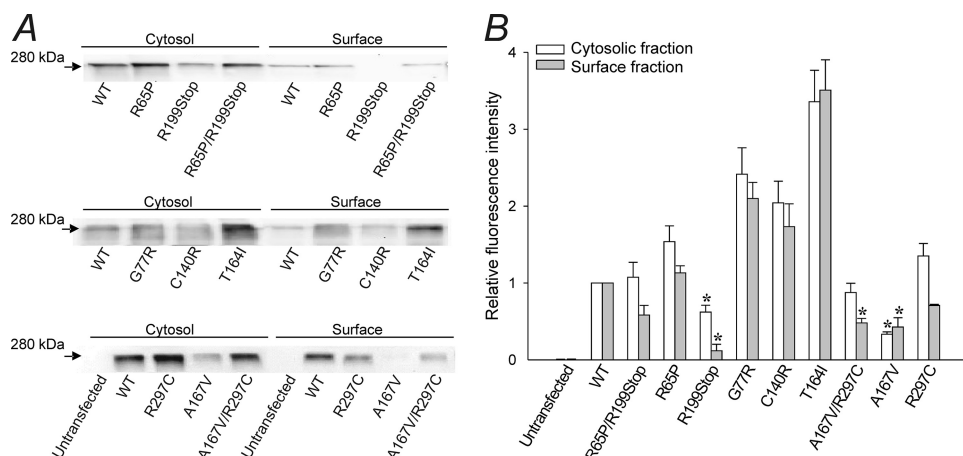 A
Cytosol Surface
280 kDa
WT R65P R199Stop R65P/R199Stop WT R65P R199Stop R65P/R199Stop
Cytosol Surface
280 kDa
WT G77R C140R T164I WT G77R C140R T164I
Cytosol Surface
280 kDa
Untransfected WT R297C A167V A167V/R297C Untransfected WT R297C A167V A167V/R297C
B
Cytosolic fraction
Surface fraction
Relative fluorescence intensity
4
3
2
1
0
* * * * *
Untransfected WT R65P/R199Stop R65P R199Stop G77R C140R T164I A167V/R297C A167V R297C